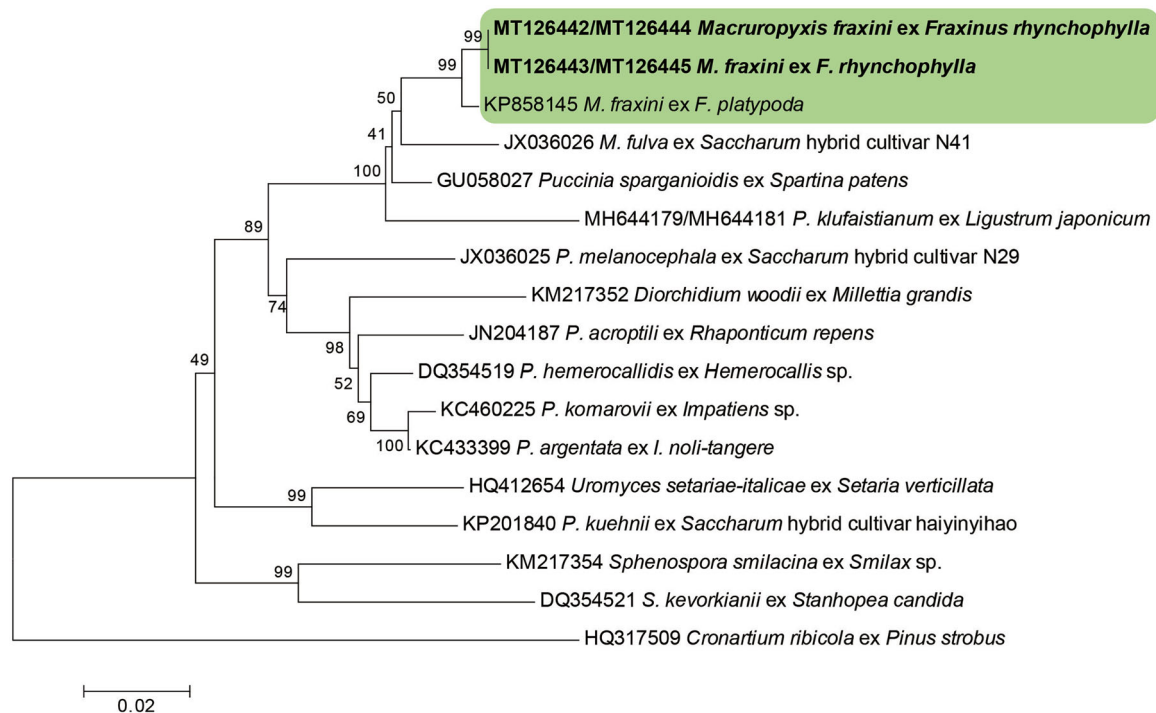 MT126442/MT126444 Macruropyxis fraxini ex Fraxinus rhynchophylla
99
MT126443/MT126445 M. fraxini ex F. rhynchophylla
99
KP858145 M. fraxini ex F. platypoda
50
JX036026 M. fulva ex Saccharum hybrid cultivar N41
41
GU058027 Puccinia sparganioidis ex Spartina patens
100
MH644179/MH644181 P. klufaistianum ex Ligustrum japonicum
89
JX036025 P. melanocephala ex Saccharum hybrid cultivar N29
74
KM217352 Diorchidium woodii ex Millettia grandis
JN204187 P. acroptili ex Rhaponticum repens
98
49
DQ354519 P. hemerocallidis ex Hemerocallis sp.
52
KC460225 P. komarovii ex Impatiens sp.
69
100
KC433399 P. argentata ex I. noli-tangere
HQ412654 Uromyces setariae-italicae ex Setaria verticillata
99
KP201840 P. kuehnii ex Saccharum hybrid cultivar haiyinyihao
KM217354 Sphenospora smilacina ex Smilax sp.
99
DQ354521 S. kevorkianii ex Stanhopea candida
HQ317509 Cronartium ribicola ex Pinus strobus
0.02